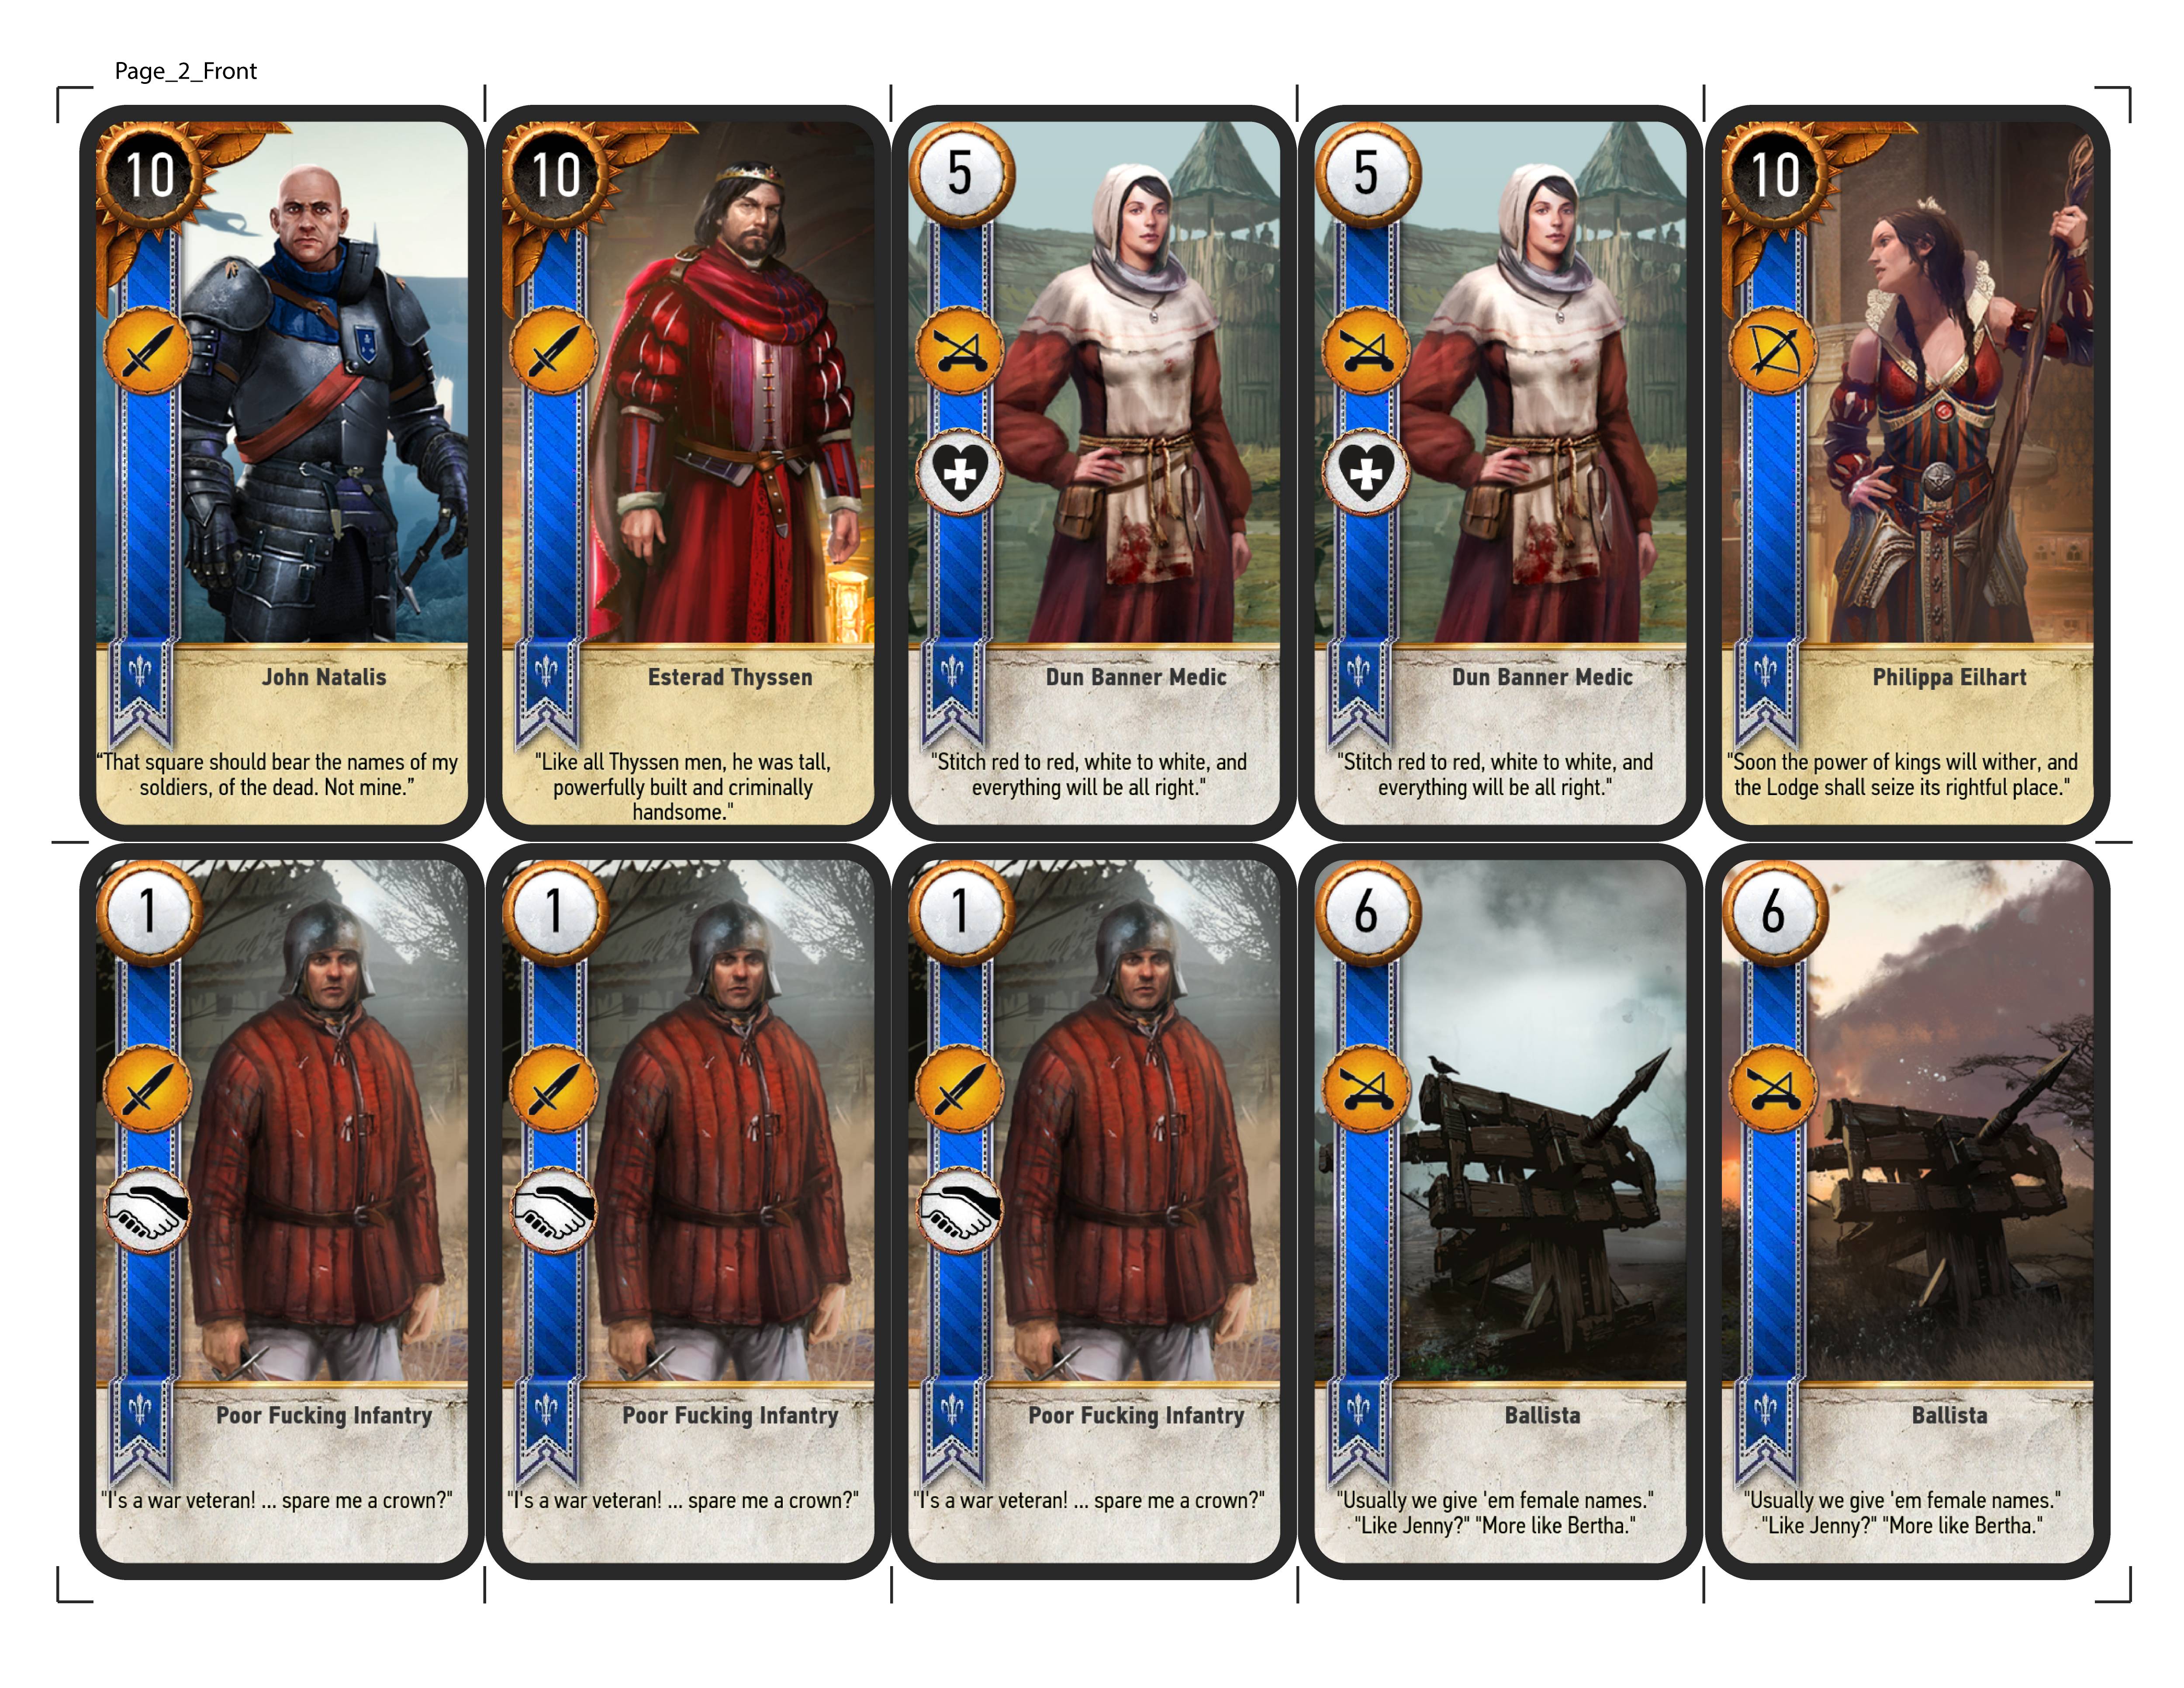 Page_2_Front
10
10
5
5
10
John Natalis
Esterad Thyssen
Dun Banner Medic
Dun Banner Medic
Philippa Eilhart
“That square should bear the names of my
soldiers, of the dead. Not mine.”
"Like all Thyssen men, he was tall,
powerfully built and criminally
handsome."
"Stitch red to red, white to white, and
everything will be all right."
"Stitch red to red, white to white, and
everything will be all right."
"Soon the power of kings will wither, and
the Lodge shall seize its rightful place."
1
1
1
6
6
Poor Fucking Infantry
Poor Fucking Infantry
Poor Fucking Infantry
Ballista
Ballista
"I's a war veteran! ... spare me a crown?"
"I's a war veteran! ... spare me a crown?"
"I's a war veteran! ... spare me a crown?"
"Usually we give 'em female names."
"Like Jenny?" "More like Bertha."
"Usually we give 'em female names."
"Like Jenny?" "More like Bertha."